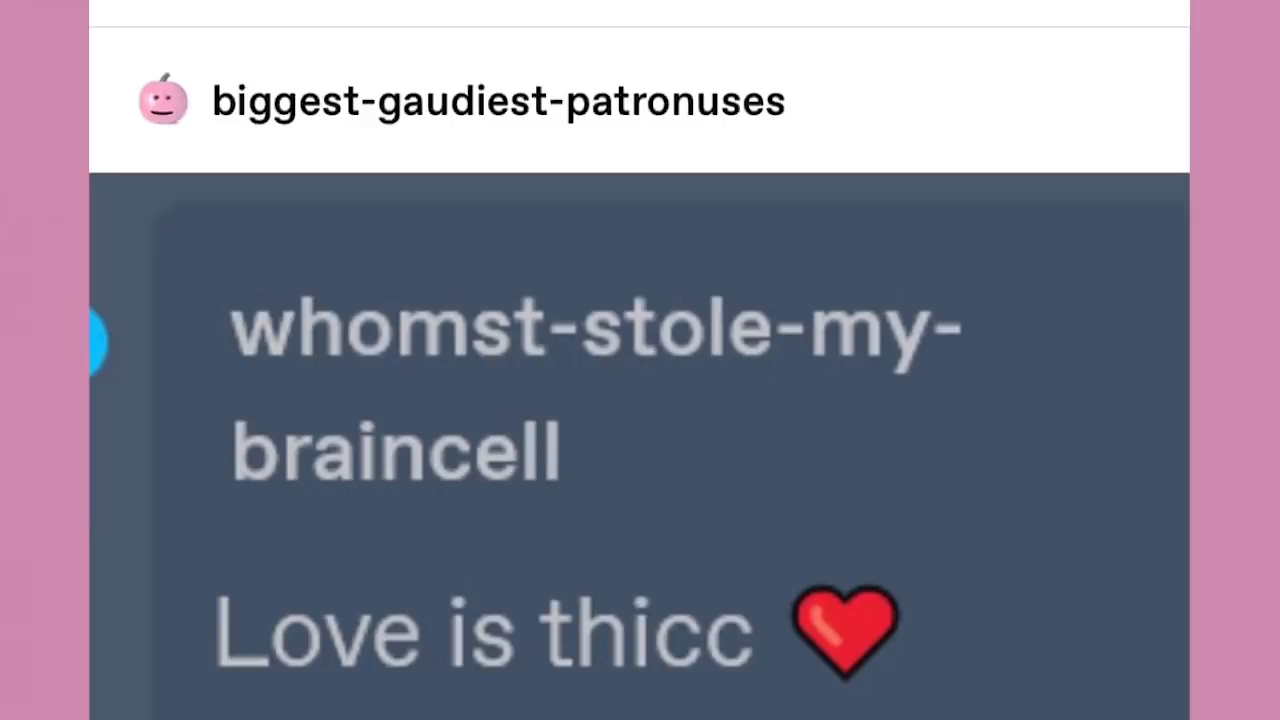 biggest-gaudiest-patronuses
whomst-stole-my-
braincell
Love is thicc ❤️